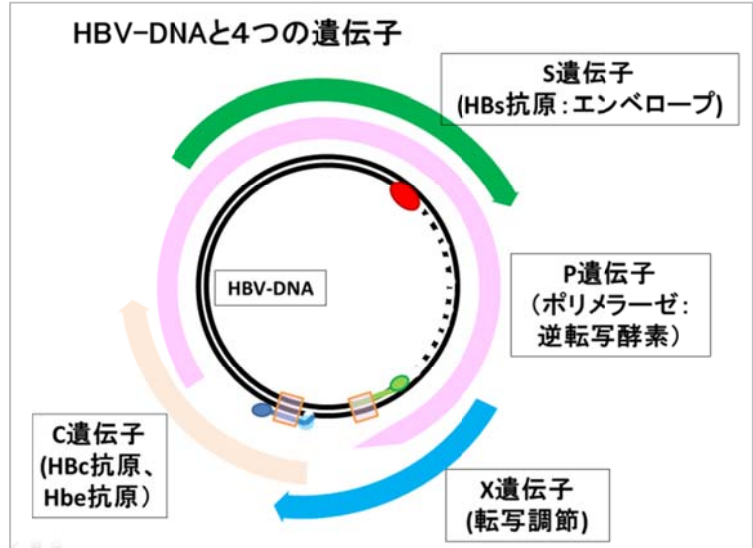 HBV-DNAと4つの遺伝子
S遺伝子
(HBs抗原：エンベロープ)
HBV-DNA
P遺伝子
（ポリメラーゼ：
逆転写酵素）
C遺伝子
(HBc抗原、
Hbe抗原）
X遺伝子
(転写調節)